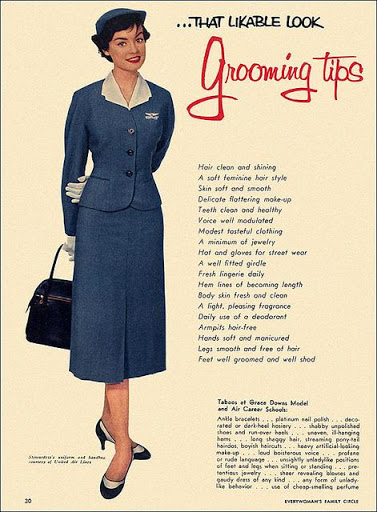 ...THAT LIKABLE LOOK
Grooming tips
Hair clean and shining
A soft feminine hair style
Skin soft and smooth
Delicate flattering make-up
Teeth clean and healthy
Voice well modulated
Modest tasteful clothing
A minimum of jewelry
Hat and gloves for street wear
A well fitted girdle
Fresh lingerie daily
Hem lines of becoming length
Body skin fresh and clean
A light, pleasing fragrance
Daily use of a deodorant
Armpits hair-free
Hands soft and manicured
Legs smooth and free of hair
Feet well groomed and well shod
Taboos at Grace Downs Model
and Air Career Schools:
Ankle bracelets . . . platinum nail polish . . . deco-
rated or dark-heel hosiery . . . shabby unpolished
shoes and run-over heels . . . uneven, ill-hanging
hems . . . long shaggy hair, streaming pony-tail
hairdos, boyish haircuts . . . heavy artificial-looking
make-up . . . loud boisterous voice . . . profane
or rude language . . . unsightly unladylike positions
of feet and legs when sitting or standing . . . pre-
tentious jewelry . . . sheer revealing blouses and
gaudy dress of any kind . . . any form of unlady-
like behavior . . . use of cheap-smelling perfume
Stewardess's uniform and handbag
courtesy of United Air Lines
20
EVERYWOMAN'S FAMILY CIRCLE